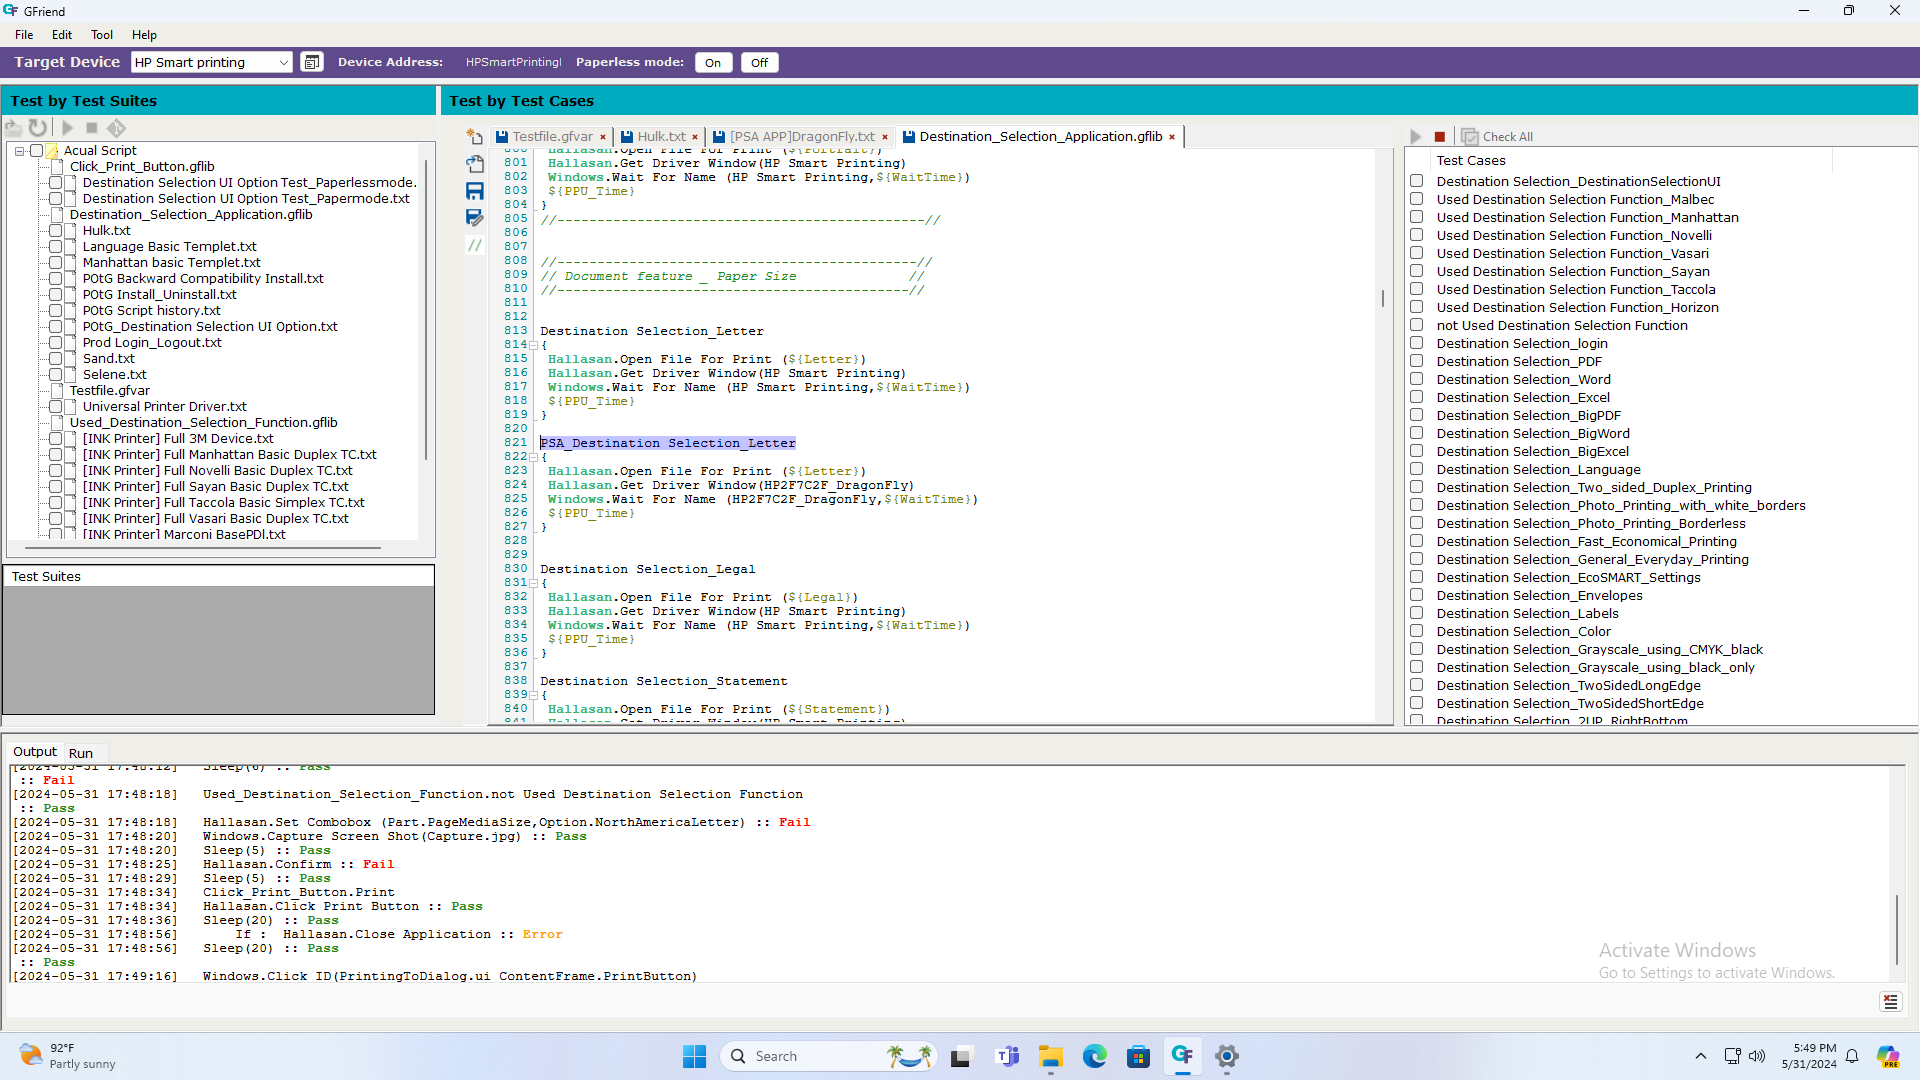 GFriend
File Edit Tool Help
Target Device HP Smart printing Device Address: HPSmartPrintingI Paperless mode: On Off
Test by Test Suites
Acual Script
Click_Print_Button.gflib
Destination Selection UI Option Test_Paperlessmode.
Destination Selection UI Option Test_Papermode.txt
Destination_Selection_Application.gflib
Hulk.txt
Language Basic Templet.txt
Manhattan basic Templet.txt
POtG Backward Compatibility Install.txt
POtG Install_Uninstall.txt
POtG Script history.txt
POtG_Destination Selection UI Option.txt
Prod Login_Logout.txt
Sand.txt
Selene.txt
Testfile.gfvar
Universal Printer Driver.txt
Used_Destination_Selection_Function.gflib
[INK Printer] Full 3M Device.txt
[INK Printer] Full Manhattan Basic Duplex TC.txt
[INK Printer] Full Novelli Basic Duplex TC.txt
[INK Printer] Full Sayan Basic Duplex TC.txt
[INK Printer] Full Taccola Basic Simplex TC.txt
[INK Printer] Full Vasari Basic Duplex TC.txt
[INK Printer] Marconi BasePDl.txt
Test Suites
Test by Test Cases
Testfile.gfvar × Hulk.txt × [PSA APP]DragonFly.txt × Destination_Selection_Application.gflib ×
800 Hallasan.Open File For Print (${Portrait})
801 Hallasan.Get Driver Window(HP Smart Printing)
802 Windows.Wait For Name (HP Smart Printing,${WaitTime})
803 ${PPU_Time}
804 }
805 //----------------------------------------------//
806
807
808 //---------------------------------------------//
809 // Document feature _ Paper Size //
810 //--------------------------------------------//
811
812
813 Destination Selection_Letter
814 {
815 Hallasan.Open File For Print (${Letter})
816 Hallasan.Get Driver Window(HP Smart Printing)
817 Windows.Wait For Name (HP Smart Printing,${WaitTime})
818 ${PPU_Time}
819 }
820
821 PSA_Destination Selection_Letter
822 {
823 Hallasan.Open File For Print (${Letter})
824 Hallasan.Get Driver Window(HP2F7C2F_DragonFly)
825 Windows.Wait For Name (HP2F7C2F_DragonFly,${WaitTime})
826 ${PPU_Time}
827 }
828
829
830 Destination Selection_Legal
831 {
832 Hallasan.Open File For Print (${Legal})
833 Hallasan.Get Driver Window(HP Smart Printing)
834 Windows.Wait For Name (HP Smart Printing,${WaitTime})
835 ${PPU_Time}
836 }
837
838 Destination Selection_Statement
839 {
840 Hallasan.Open File For Print (${Statement})
841 Hallasan.Get Driver Window(HP Smart Printing)
//
Check All
Test Cases
Destination Selection_DestinationSelectionUI
Used Destination Selection Function_Malbec
Used Destination Selection Function_Manhattan
Used Destination Selection Function_Novelli
Used Destination Selection Function_Vasari
Used Destination Selection Function_Sayan
Used Destination Selection Function_Taccola
Used Destination Selection Function_Horizon
not Used Destination Selection Function
Destination Selection_login
Destination Selection_PDF
Destination Selection_Word
Destination Selection_Excel
Destination Selection_BigPDF
Destination Selection_BigWord
Destination Selection_BigExcel
Destination Selection_Language
Destination Selection_Two_sided_Duplex_Printing
Destination Selection_Photo_Printing_with_white_borders
Destination Selection_Photo_Printing_Borderless
Destination Selection_Fast_Economical_Printing
Destination Selection_General_Everyday_Printing
Destination Selection_EcoSMART_Settings
Destination Selection_Envelopes
Destination Selection_Labels
Destination Selection_Color
Destination Selection_Grayscale_using_CMYK_black
Destination Selection_Grayscale_using_black_only
Destination Selection_TwoSidedLongEdge
Destination Selection_TwoSidedShortEdge
Destination Selection_2UP_RightBottom
Output Run
[2024-05-31 17:48:12] Sleep(6) :: Pass
:: Fail
[2024-05-31 17:48:18] Used_Destination_Selection_Function.not Used Destination Selection Function
:: Pass
[2024-05-31 17:48:18] Hallasan.Set Combobox (Part.PageMediaSize,Option.NorthAmericaLetter) :: Fail
[2024-05-31 17:48:20] Windows.Capture Screen Shot(Capture.jpg) :: Pass
[2024-05-31 17:48:20] Sleep(5) :: Pass
[2024-05-31 17:48:25] Hallasan.Confirm :: Fail
[2024-05-31 17:48:29] Sleep(5) :: Pass
[2024-05-31 17:48:34] Click_Print_Button.Print
[2024-05-31 17:48:34] Hallasan.Click Print Button :: Pass
[2024-05-31 17:48:36] Sleep(20) :: Pass
[2024-05-31 17:48:56] If : Hallasan.Close Application :: Error
[2024-05-31 17:48:56] Sleep(20) :: Pass
:: Pass
[2024-05-31 17:49:16] Windows.Click ID(PrintingToDialog.ui ContentFrame.PrintButton)
Activate Windows
Go to Settings to activate Windows.
92°F
Partly sunny
Search
5:49 PM
5/31/2024
PRE